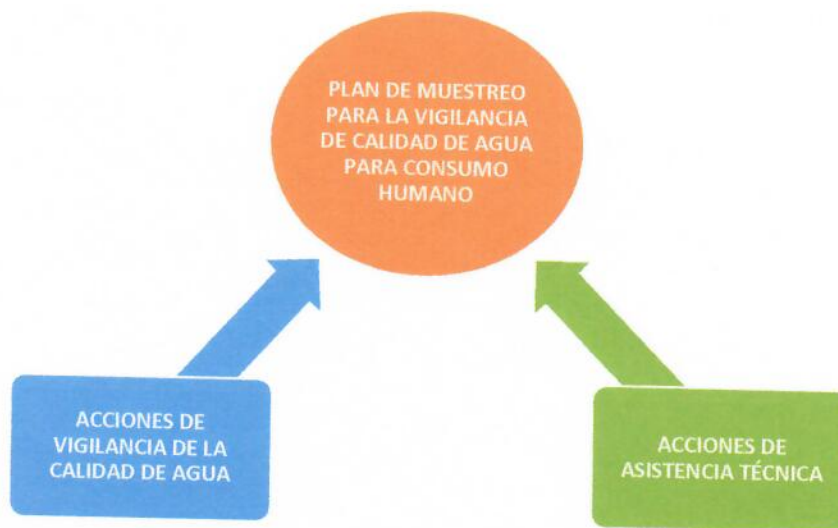 PLAN DE MUESTREO
PARA LA VIGILANCIA
DE CALIDAD DE AGUA
PARA CONSUMO
HUMANO
ACCIONES DE
VIGILANCIA DE LA
CALIDAD DE AGUA
ACCIONES DE
ASISTENCIA TÉCNICA